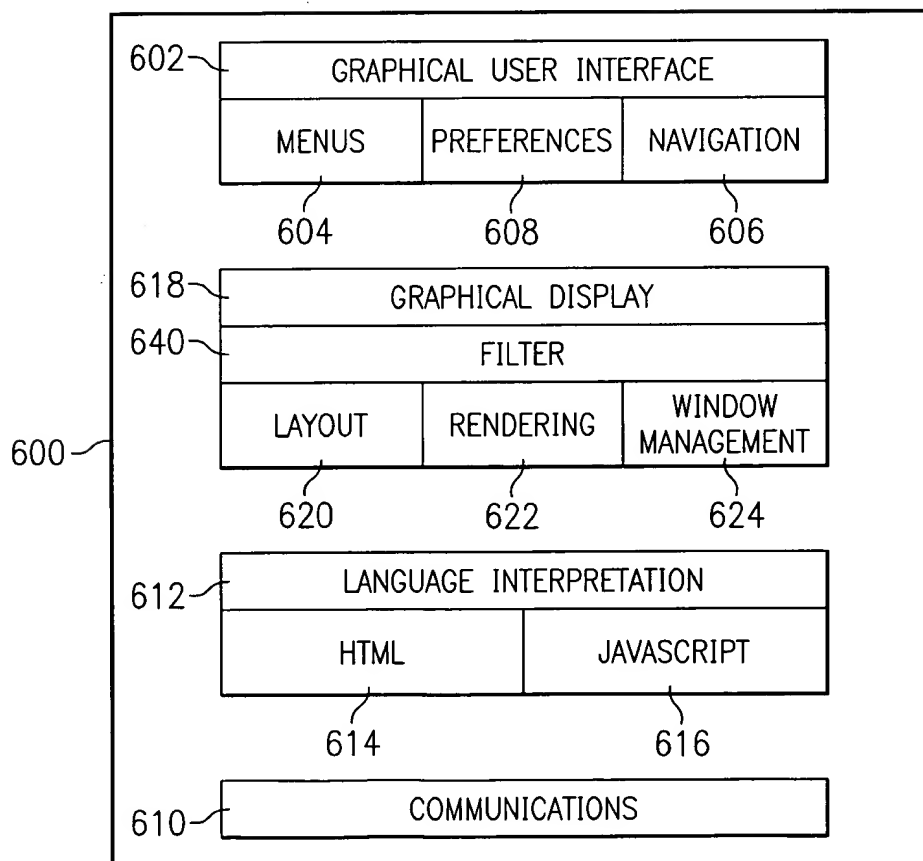 602
GRAPHICAL USER INTERFACE
MENUS
PREFERENCES
NAVIGATION
604
608
606
618
GRAPHICAL DISPLAY
640
FILTER
LAYOUT
RENDERING
WINDOW
MANAGEMENT
600
620
622
624
612
LANGUAGE INTERPRETATION
HTML
JAVASCRIPT
614
616
610
COMMUNICATIONS